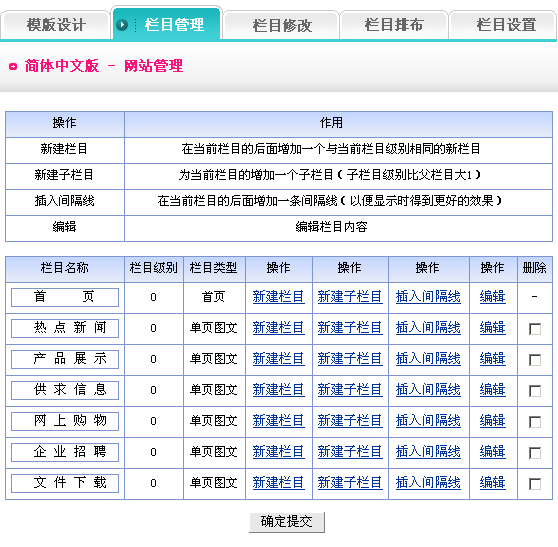 模版设计 栏目管理 栏目修改 栏目排布 栏目设置
简体中文版 - 网站管理
操作 作用
新建栏目 在当前栏目的后面增加一个与当前栏目级别相同的新栏目
新建子栏目 为当前栏目的增加一个子栏目(子栏目级别比父栏目大1)
插入间隔线 在当前栏目的后面增加一条间隔线(以便显示时得到更好的效果)
编辑 编辑栏目内容
栏目名称 栏目级别 栏目类型 操作 操作 操作 操作 删除
首 页 0 首页 新建栏目 新建子栏目 插入间隔线 编辑 -
热点新闻 0 单页图文 新建栏目 新建子栏目 插入间隔线 编辑
产品展示 0 单页图文 新建栏目 新建子栏目 插入间隔线 编辑
供求信息 0 单页图文 新建栏目 新建子栏目 插入间隔线 编辑
网上购物 0 单页图文 新建栏目 新建子栏目 插入间隔线 编辑
企业招聘 0 单页图文 新建栏目 新建子栏目 插入间隔线 编辑
文件下载 0 单页图文 新建栏目 新建子栏目 插入间隔线 编辑
确定提交